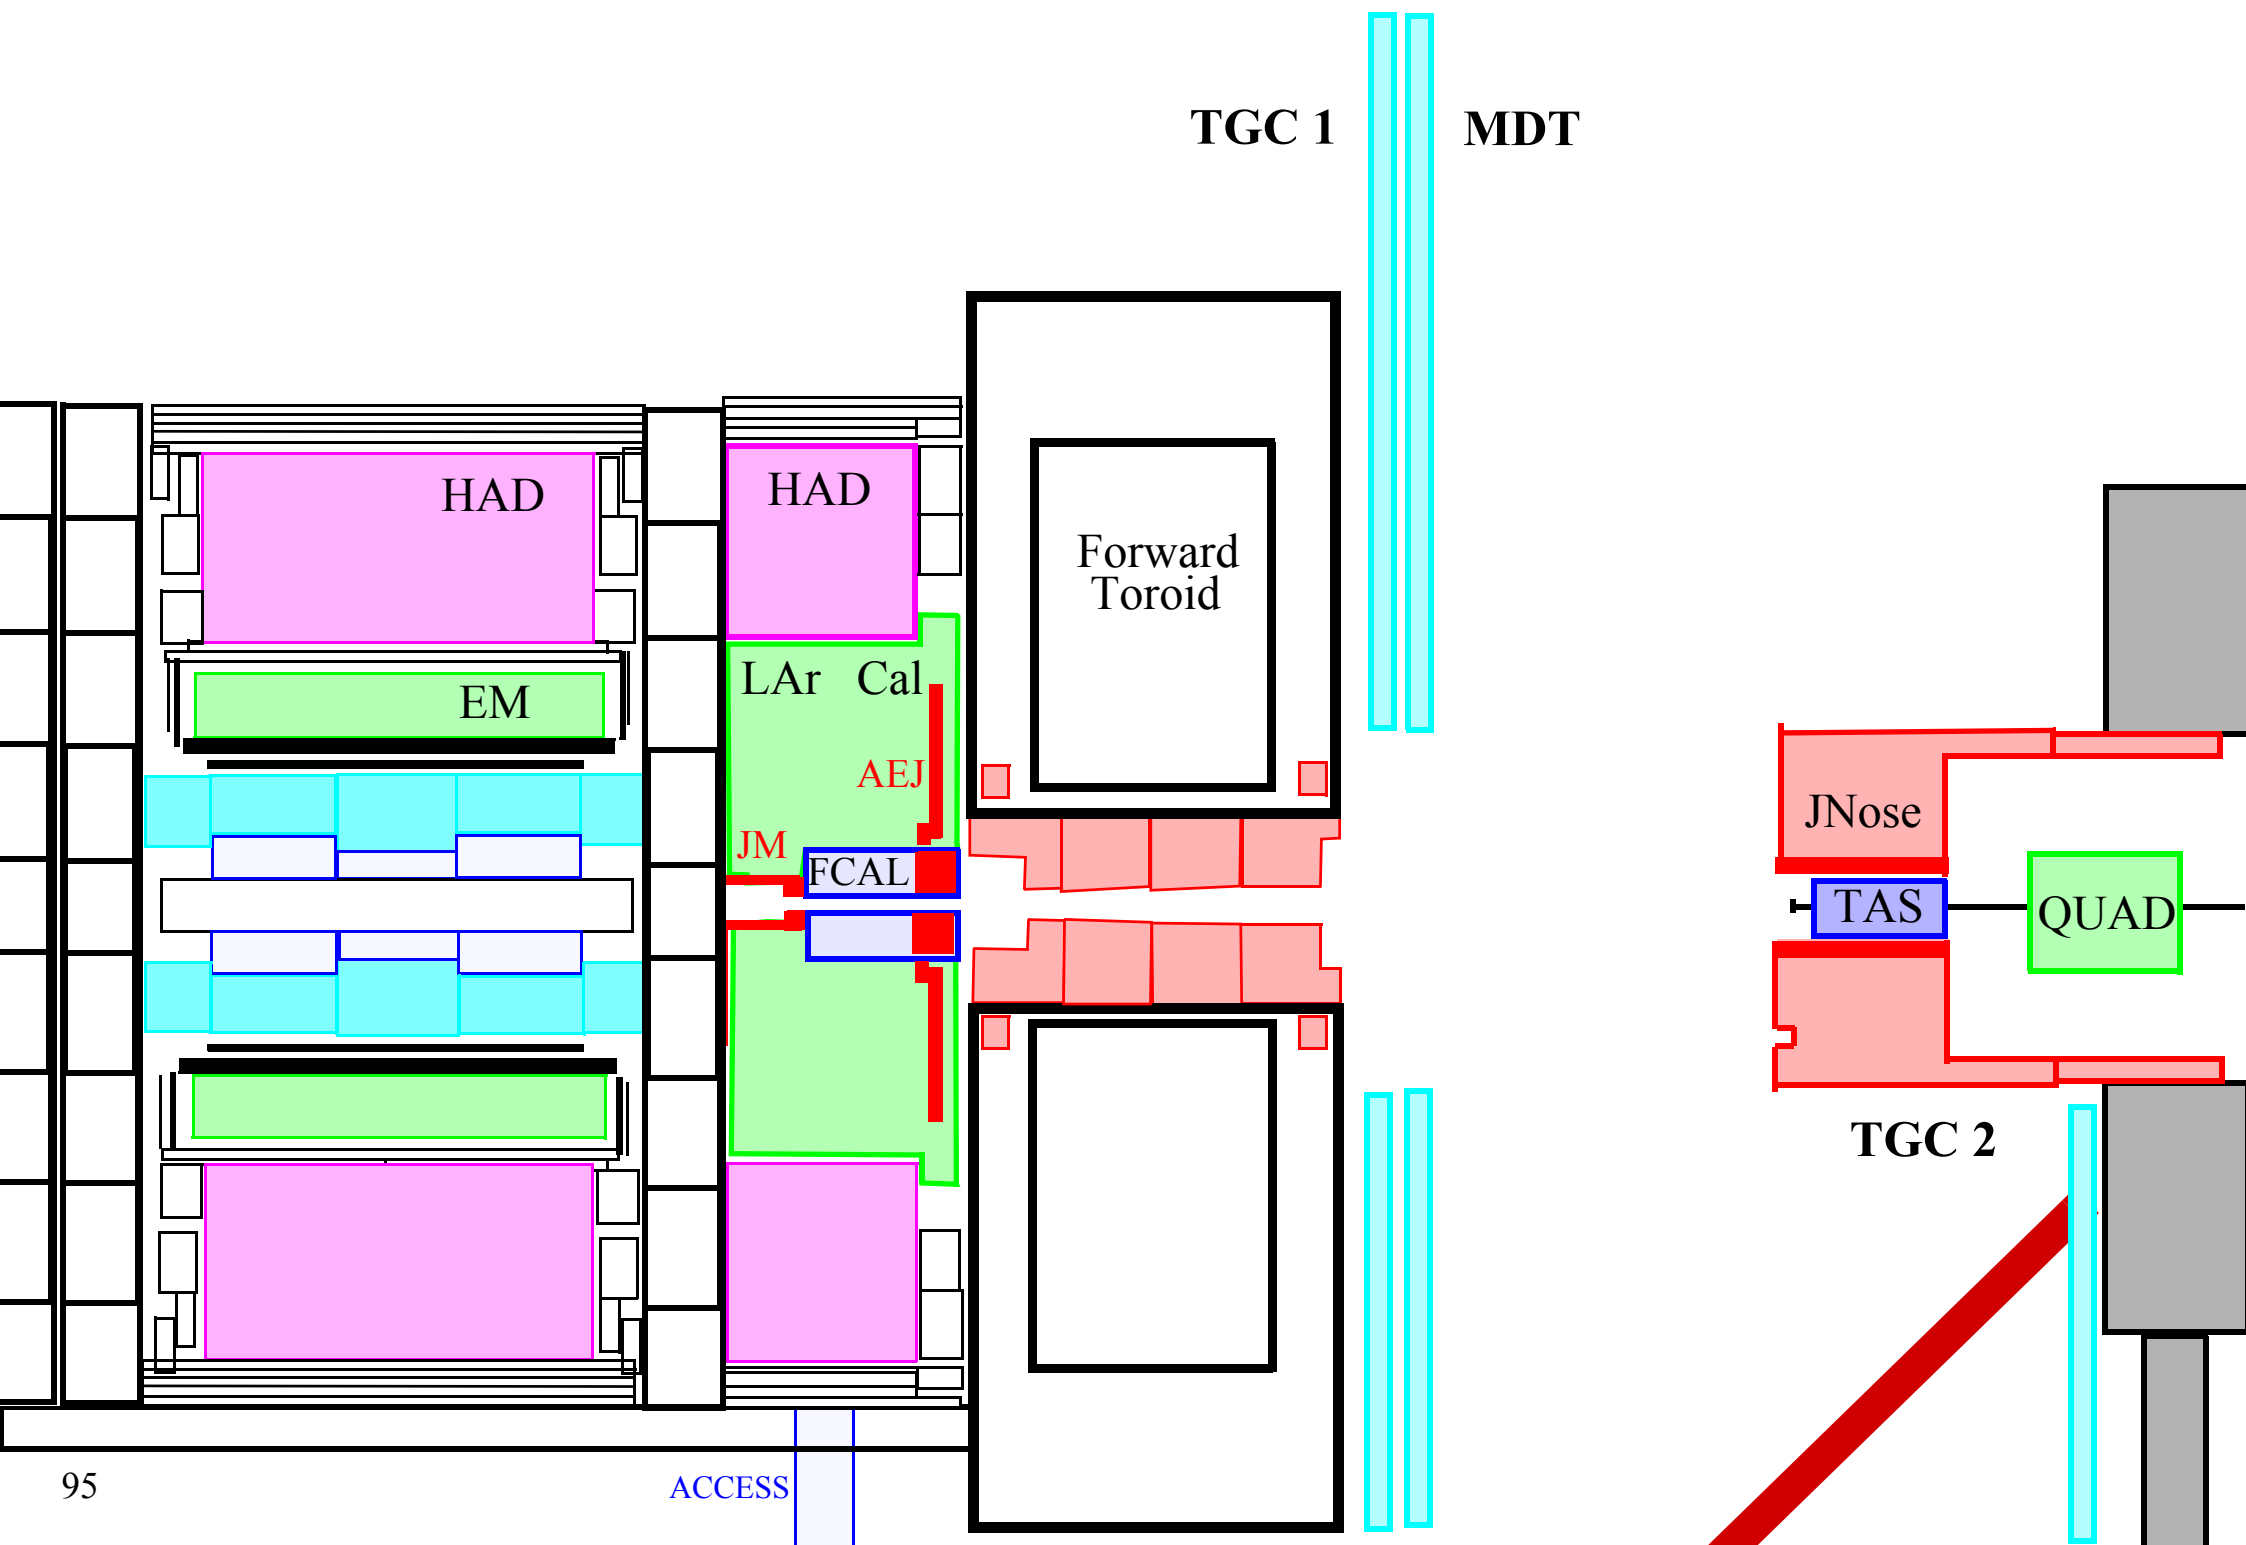 TGC 1
MDT
HAD
HAD
Forward
Toroid
LAr Cal
EM
AEJ
JM
FCAL
JNose
TAS
QUAD
TGC 2
95
ACCESS